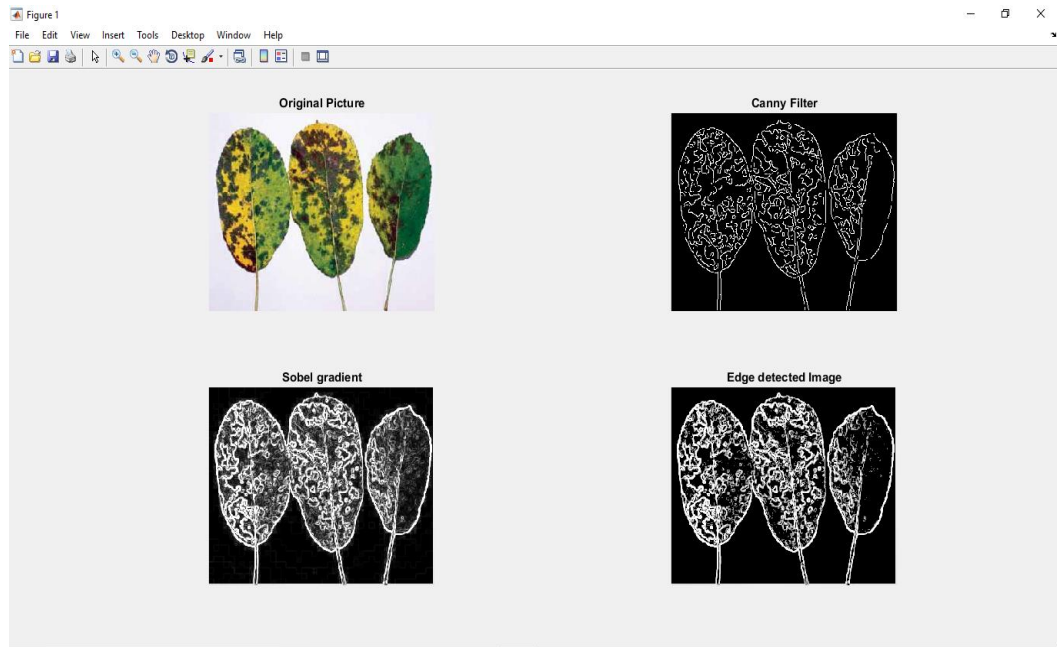 Figure 1
File Edit View Insert Tools Desktop Window Help
Original Picture
Canny Filter
Sobel gradient
Edge detected Image